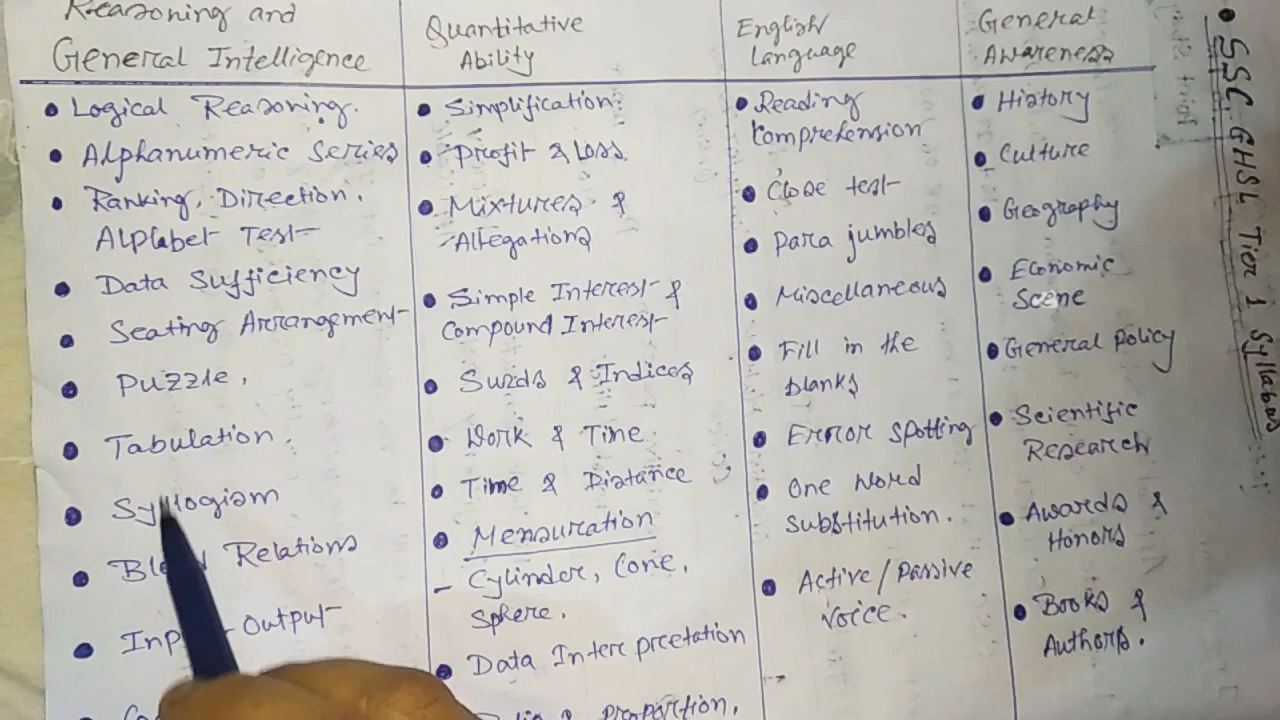 Reasoning and
General Intelligence
• Logical Reasoning.
• Alphanumeric Series
• Ranking, Direction,
Alphabet Test
• Data Sufficiency
• Seating Arrangement
• Puzzle,
• Tabulation.
• Syllogism
• Blood Relations
• Input-Output
Quantitative
Ability
• Simplification.
• Profit & Loss.
• Mixtures &
Allegations
• Simple Interest &
Compound Interest
• Surds & Indices
• Work & Time
• Time & Distance
• Mensuration
- Cylinder, Cone,
Sphere.
• Data Interpretation
& Proportion,
English
Language
• Reading
Comprehension
• Close test
• Para jumbles
• Miscellaneous
• Fill in the
blanks
• Error Spotting
• One Word
Substitution.
• Active/Passive
Voice.
General
Awareness
• History
• Culture
• Geography
• Economic
Scene
• General Policy
• Scientific
Research
• Awards &
Honors
• Books &
Authors.
• SSC CHSL Tier 1 Syllabus